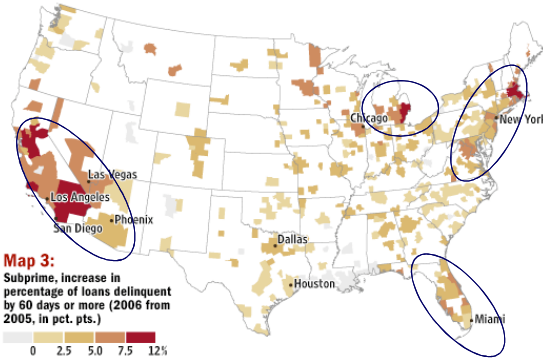 Chicago
New York
Las Vegas
Los Angeles
Phoenix
San Diego
Dallas
Houston
Miami
Map 3:
Subprime, increase in
percentage of loans delinquent
by 60 days or more (2006 from
2005, in pct. pts.)
0 2.5 5.0 7.5 12%